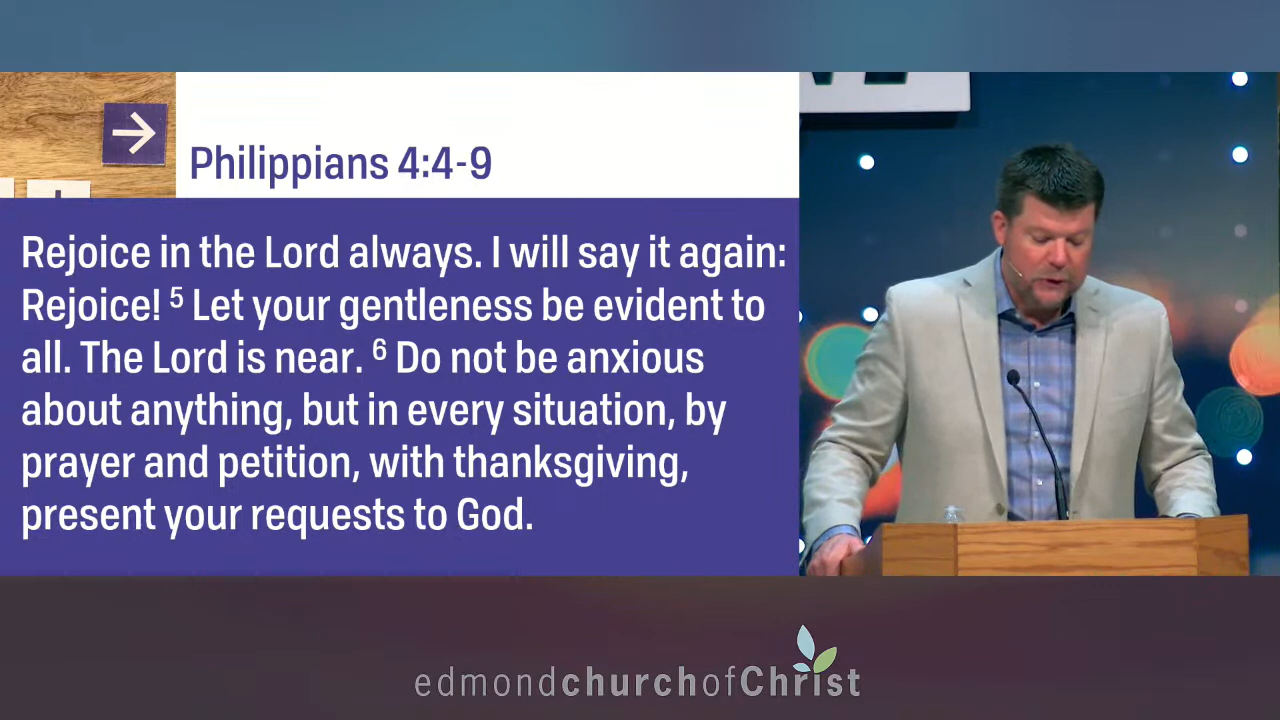 Philippians 4:4-9
Rejoice in the Lord always. I will say it again:
Rejoice! 5 Let your gentleness be evident to
all. The Lord is near. 6 Do not be anxious
about anything, but in every situation, by
prayer and petition, with thanksgiving,
present your requests to God.
edmondchurchofChrist